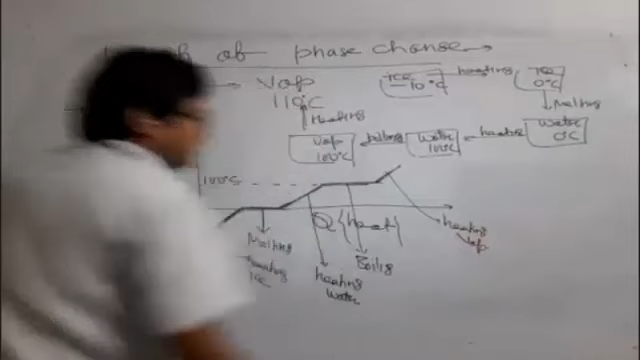 of phase change →
→ Vap
110°C
ICE
-10°C
heating
ICE
0°C
Melting
Water
0°C
heating
Water
100°C
boiling
Vap
100°C
Heating
100°C
Q {heat}
Melting
heating
ICE
heating
Water
Boilig
heating
Vap